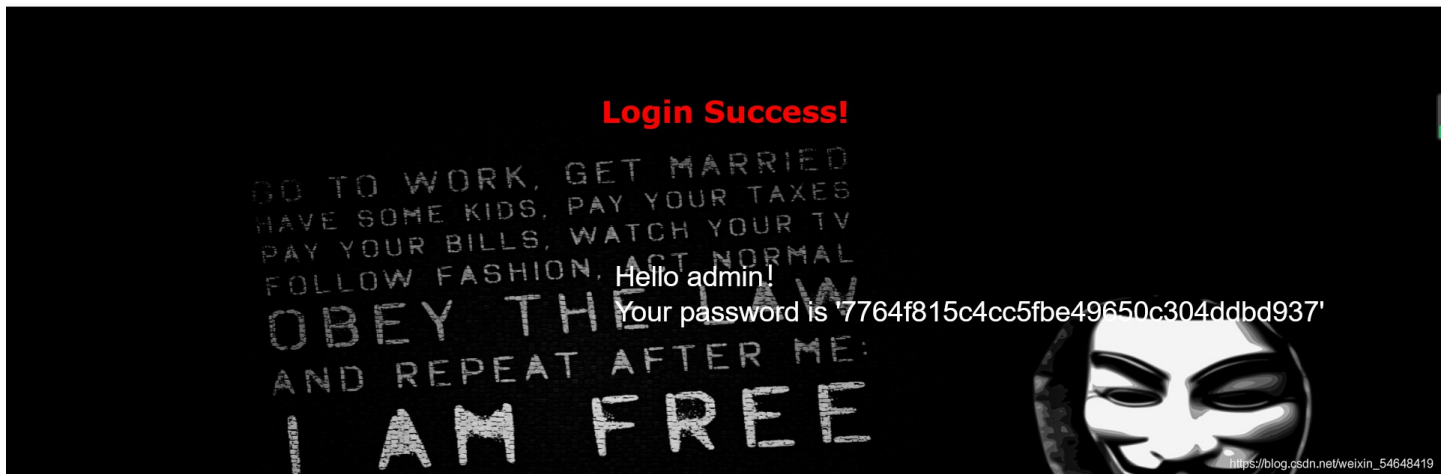 Login Success!
GO TO WORK, GET MARRIED
HAVE SOME KIDS, PAY YOUR TAXES
PAY YOUR BILLS, WATCH YOUR TV
FOLLOW FASHION, ACT NORMAL
Hello admin!
OBEY THE LAW
Your password is '7764f815c4cc5fbe49650c304ddbd937'
AND REPEAT AFTER ME:
I AM FREE
https://blog.csdn.net/weixin_54648419